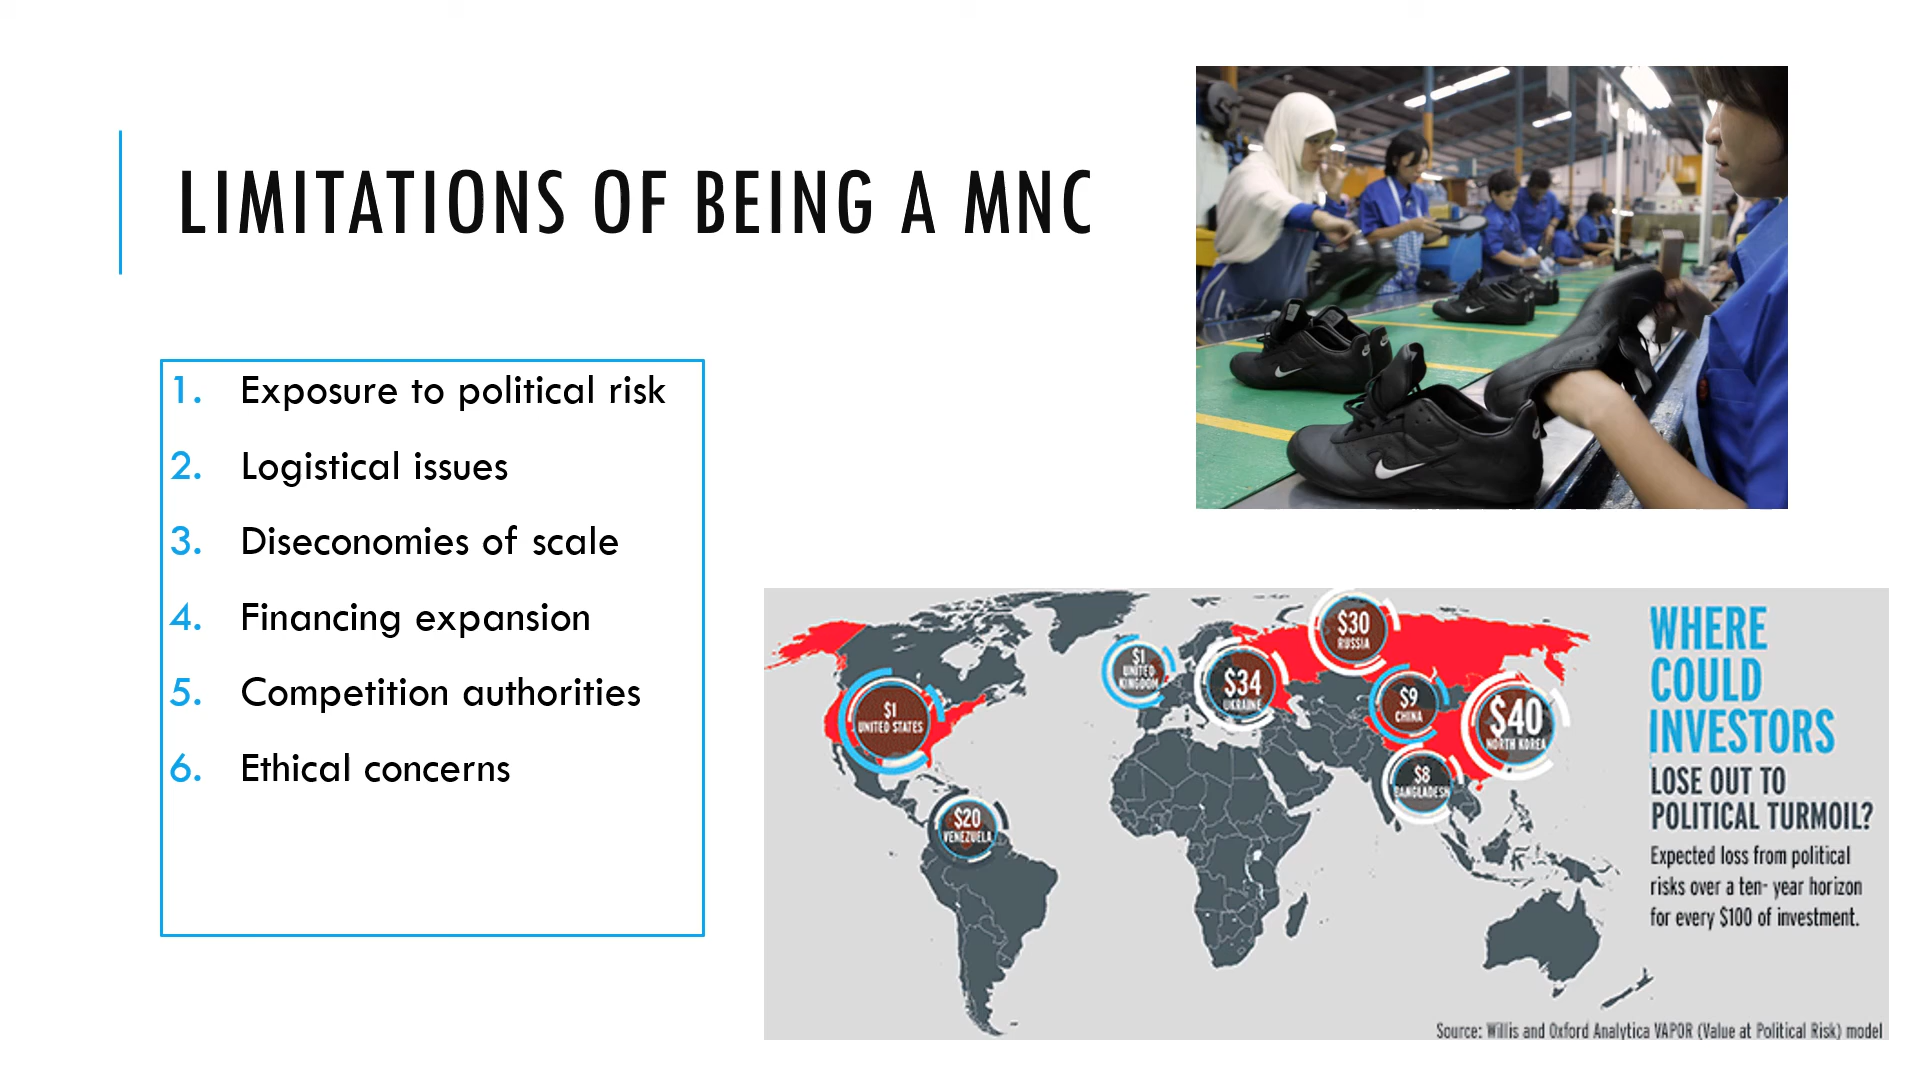 LIMITATIONS OF BEING A MNC
1. Exposure to political risk
2. Logistical issues
3. Diseconomies of scale
4. Financing expansion
5. Competition authorities
6. Ethical concerns
$1
UNITED STATES
$20
VENEZUELA
$1
UNITED
KINGDOM
$34
UKRAINE
$30
RUSSIA
$9
CHINA
$8
BANGLADESH
$40
NORTH KOREA
WHERE
COULD
INVESTORS
LOSE OUT TO
POLITICAL TURMOIL?
Expected loss from political
risks over a ten- year horizon
for every $100 of investment.
Source: Willis and Oxford Analytica VAPOR (Value at Political Risk) model